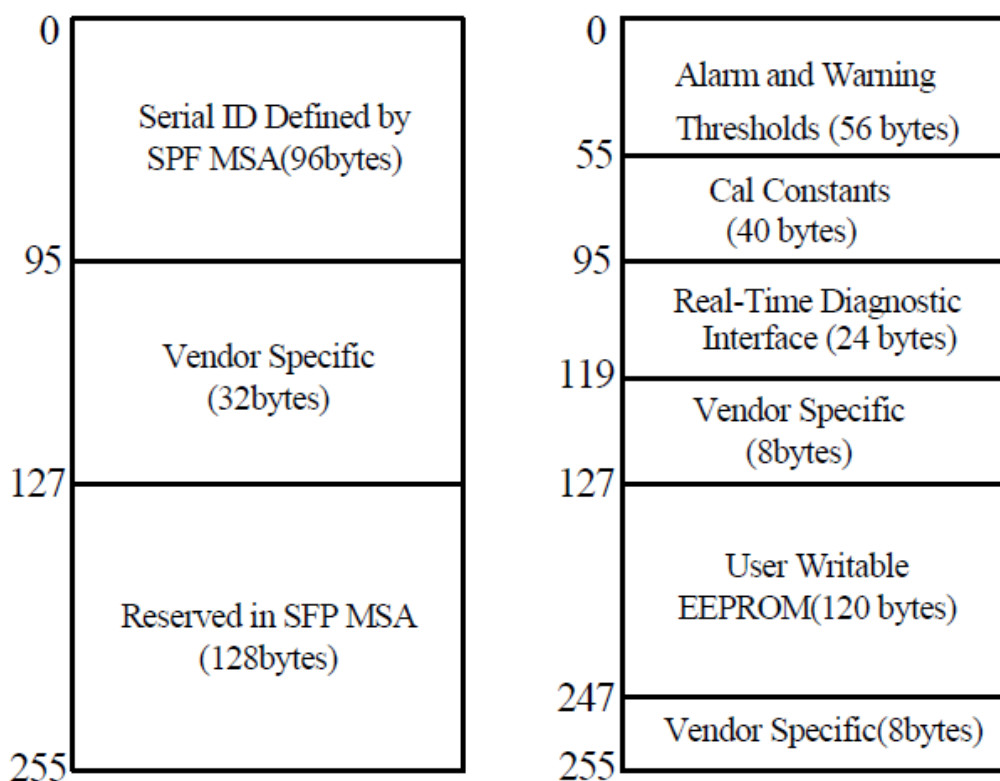 0
Serial ID Defined by
SPF MSA(96bytes)
95
Vendor Specific
(32bytes)
127
Reserved in SFP MSA
(128bytes)
255
0
Alarm and Warning
Thresholds (56 bytes)
55
Cal Constants
(40 bytes)
95
Real-Time Diagnostic
Interface (24 bytes)
119
Vendor Specific
(8bytes)
127
User Writable
EEPROM(120 bytes)
247
Vendor Specific(8bytes)
255